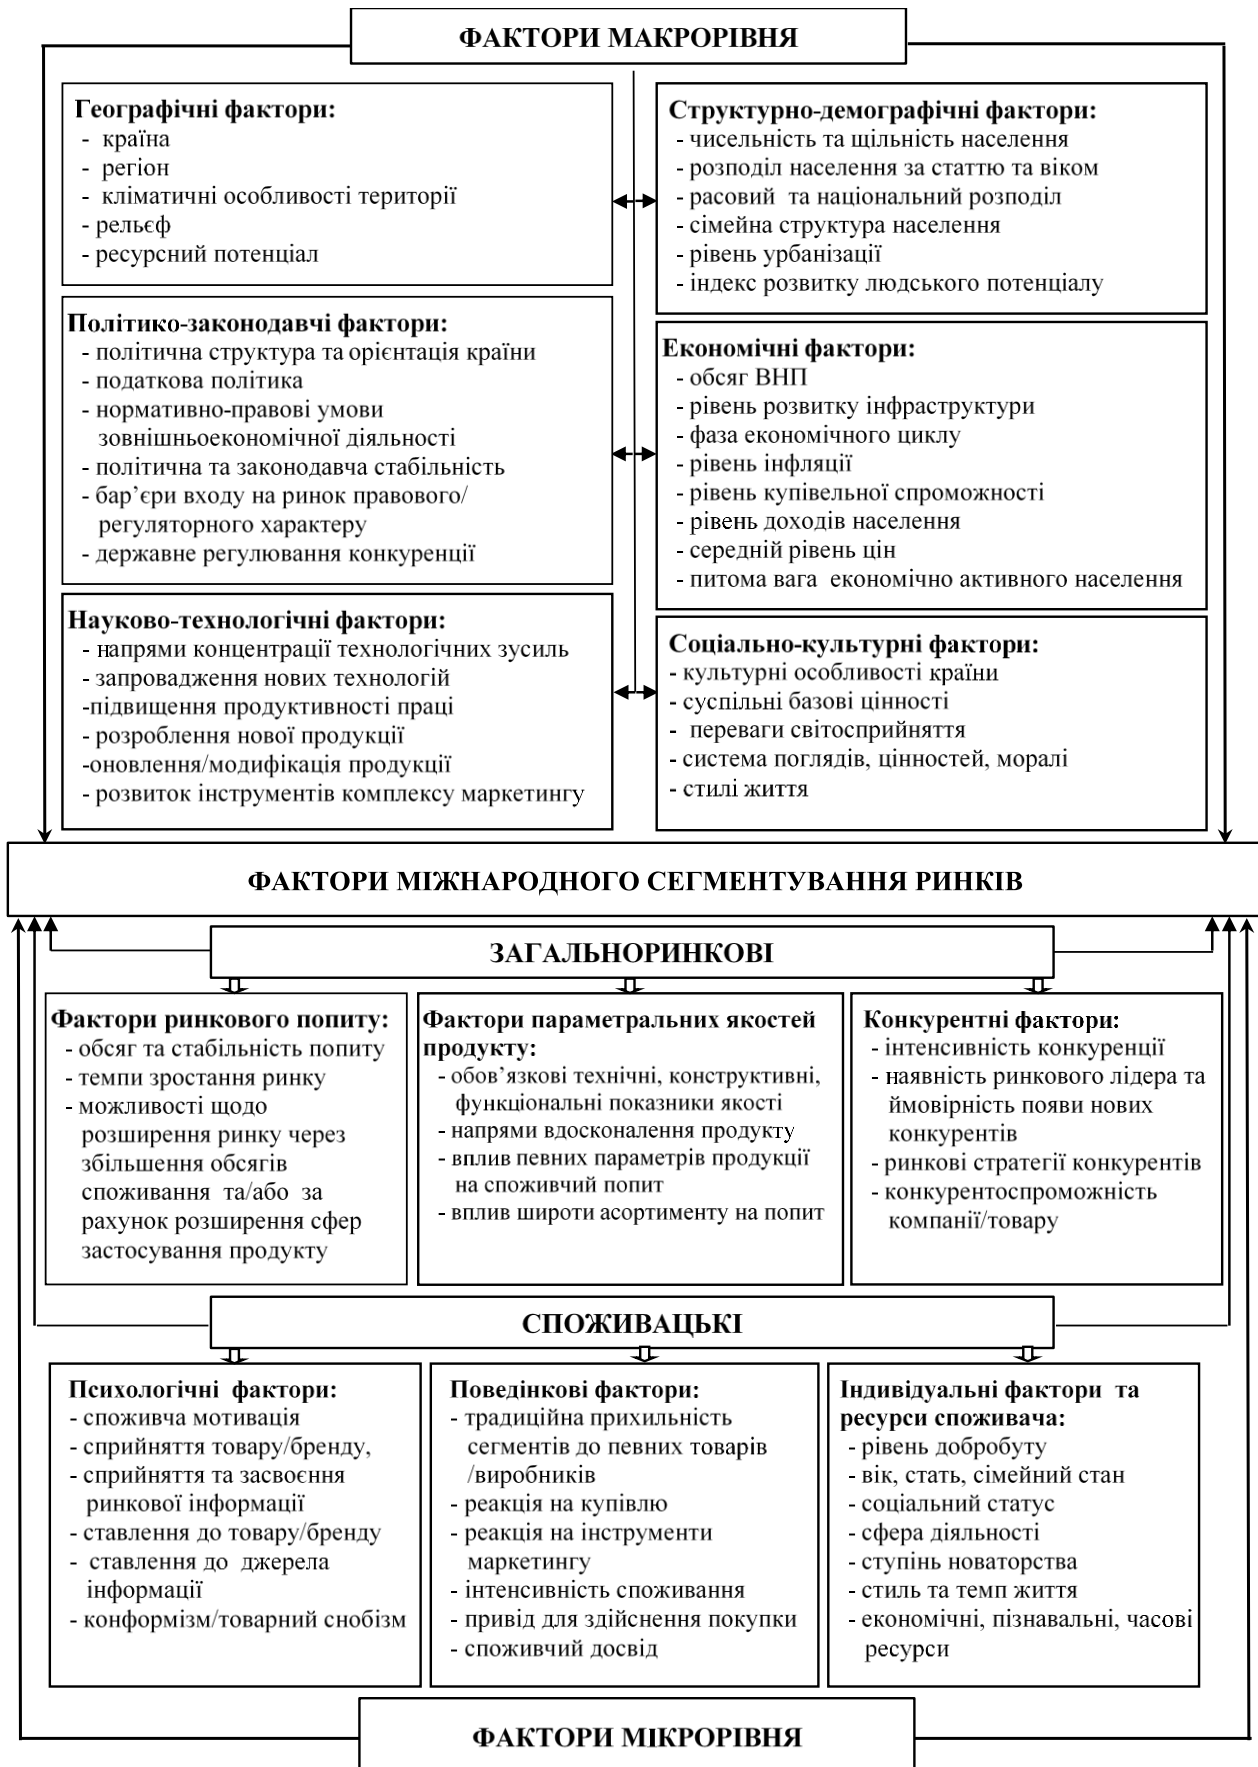 ФАКТОРИ МАКРОРІВНЯ
Географічні фактори:
- країна
- регіон
- кліматичні особливості території
- рельєф
- ресурсний потенціал
Структурно-демографічні фактори:
- чисельність та щільність населення
- розподіл населення за статтю та віком
- расовий та національний розподіл
- сімейна структура населення
- рівень урбанізації
- індекс розвитку людського потенціалу
Політико-законодавчі фактори:
- політична структура та орієнтація країни
- податкова політика
- нормативно-правові умови
зовнішньоекономічної діяльності
- політична та законодавча стабільність
- бар’єри входу на ринок правового/
регуляторного характеру
- державне регулювання конкуренції
Економічні фактори:
- обсяг ВНП
- рівень розвитку інфраструктури
- фаза економічного циклу
- рівень інфляції
- рівень купівельної спроможності
- рівень доходів населення
- середній рівень цін
- питома вага економічно активного населення
Науково-технологічні фактори:
- напрями концентрації технологічних зусиль
- запровадження нових технологій
-підвищення продуктивності праці
- розроблення нової продукції
-оновлення/модифікація продукції
- розвиток інструментів комплексу маркетингу
Соціально-культурні фактори:
- культурні особливості країни
- суспільні базові цінності
- переваги світосприйняття
- система поглядів, цінностей, моралі
- стилі життя
ФАКТОРИ МІЖНАРОДНОГО СЕГМЕНТУВАННЯ РИНКІВ
ЗАГАЛЬНОРИНКОВІ
Фактори ринкового попиту:
- обсяг та стабільність попиту
- темпи зростання ринку
- можливості щодо
розширення ринку через
збільшення обсягів
споживання та/або за
рахунок розширення сфер
застосування продукту
Фактори параметральних якостей
продукту:
- обов’язкові технічні, конструктивні,
функціональні показники якості
- напрями вдосконалення продукту
- вплив певних параметрів продукції
на споживчий попит
- вплив широти асортименту на попит
Конкурентні фактори:
- інтенсивність конкуренції
- наявність ринкового лідера та
ймовірність появи нових
конкурентів
- ринкові стратегії конкурентів
- конкурентоспроможність
компанії/товару
СПОЖИВАЦЬКІ
Психологічні фактори:
- споживча мотивація
- сприйняття товару/бренду,
- сприйняття та засвоєння
ринкової інформації
- ставлення до товару/бренду
- ставлення до джерела
інформації
- конформізм/товарний снобізм
Поведінкові фактори:
- традиційна прихильність
сегментів до певних товарів
/виробників
- реакція на купівлю
- реакція на інструменти
маркетингу
- інтенсивність споживання
- привід для здійснення покупки
- споживчий досвід
Індивідуальні фактори та
ресурси споживача:
- рівень добробуту
- вік, стать, сімейний стан
- соціальний статус
- сфера діяльності
- ступінь новаторства
- стиль та темп життя
- економічні, пізнавальні, часові
ресурси
ФАКТОРИ МІКРОРІВНЯ